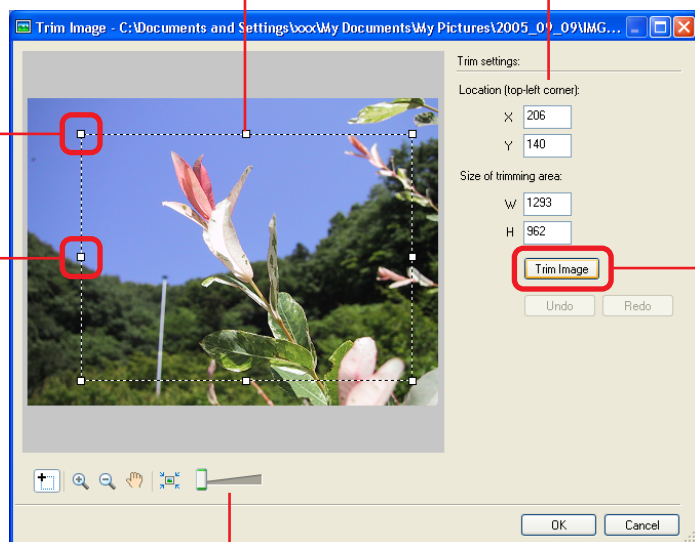 Trim Image - C:\Documents and Settings\xxx\My Documents\My Pictures\2005_09_09\IMG...
Trim settings:
Location (top-left corner):
X 206
Y 140
Size of trimming area:
W 1293
H 962
Trim Image
Undo Redo
OK Cancel